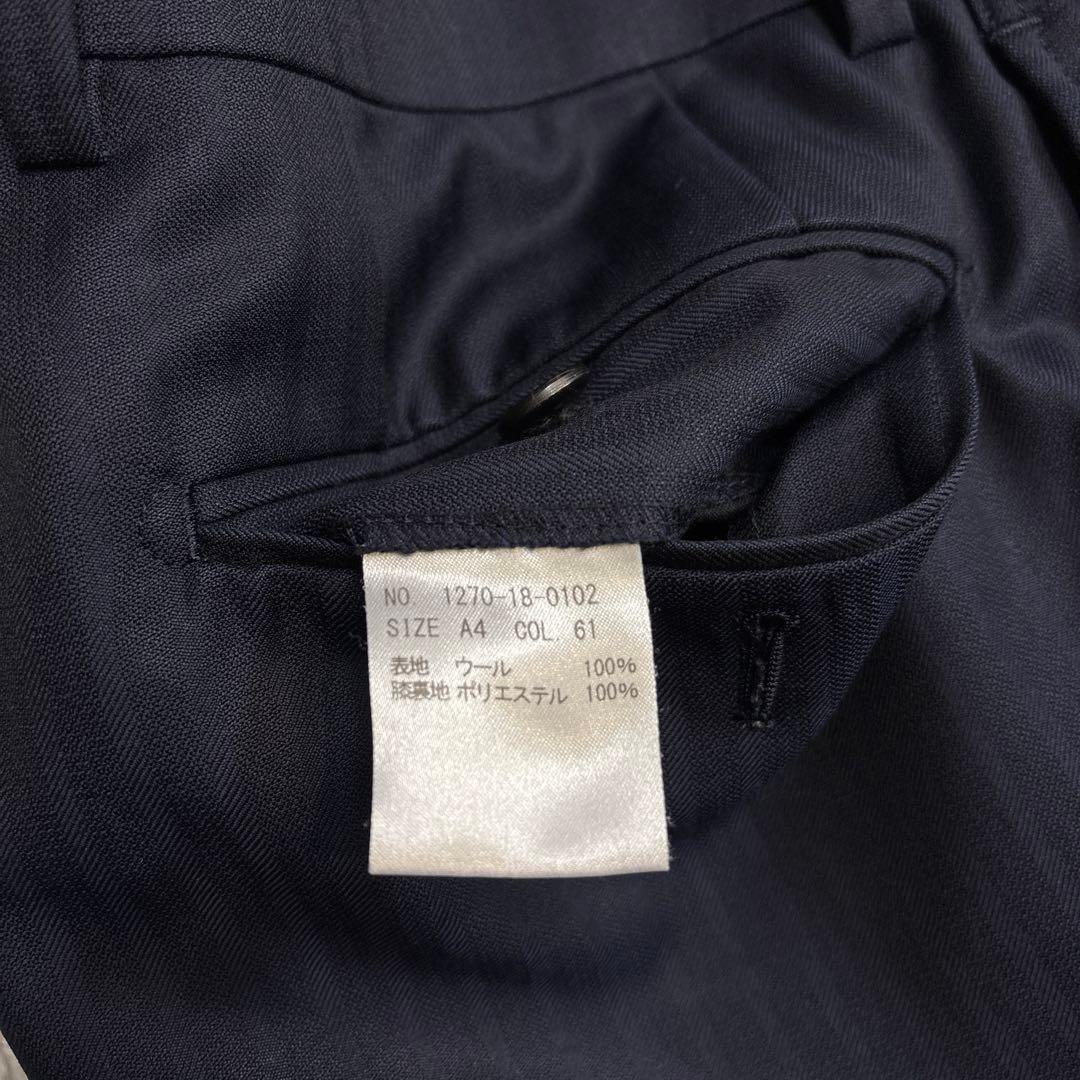 NO. 1270-18-0102
SIZE A4 COL. 61
表地 ウール 100%
膝裏地 ポリエステル 100%